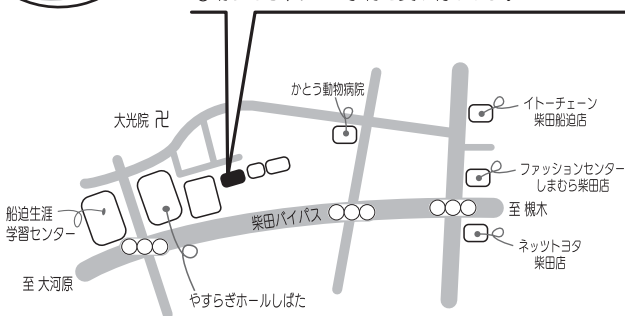 かとう動物病院
大光院 卍
イトーチェーン
柴田船迫店
ファッションセンター
しまむら柴田店
船迫生涯
学習センター
柴田バイパス
至 槻木
ネッツトヨタ
柴田店
至 大河原
やすらぎホールしばた